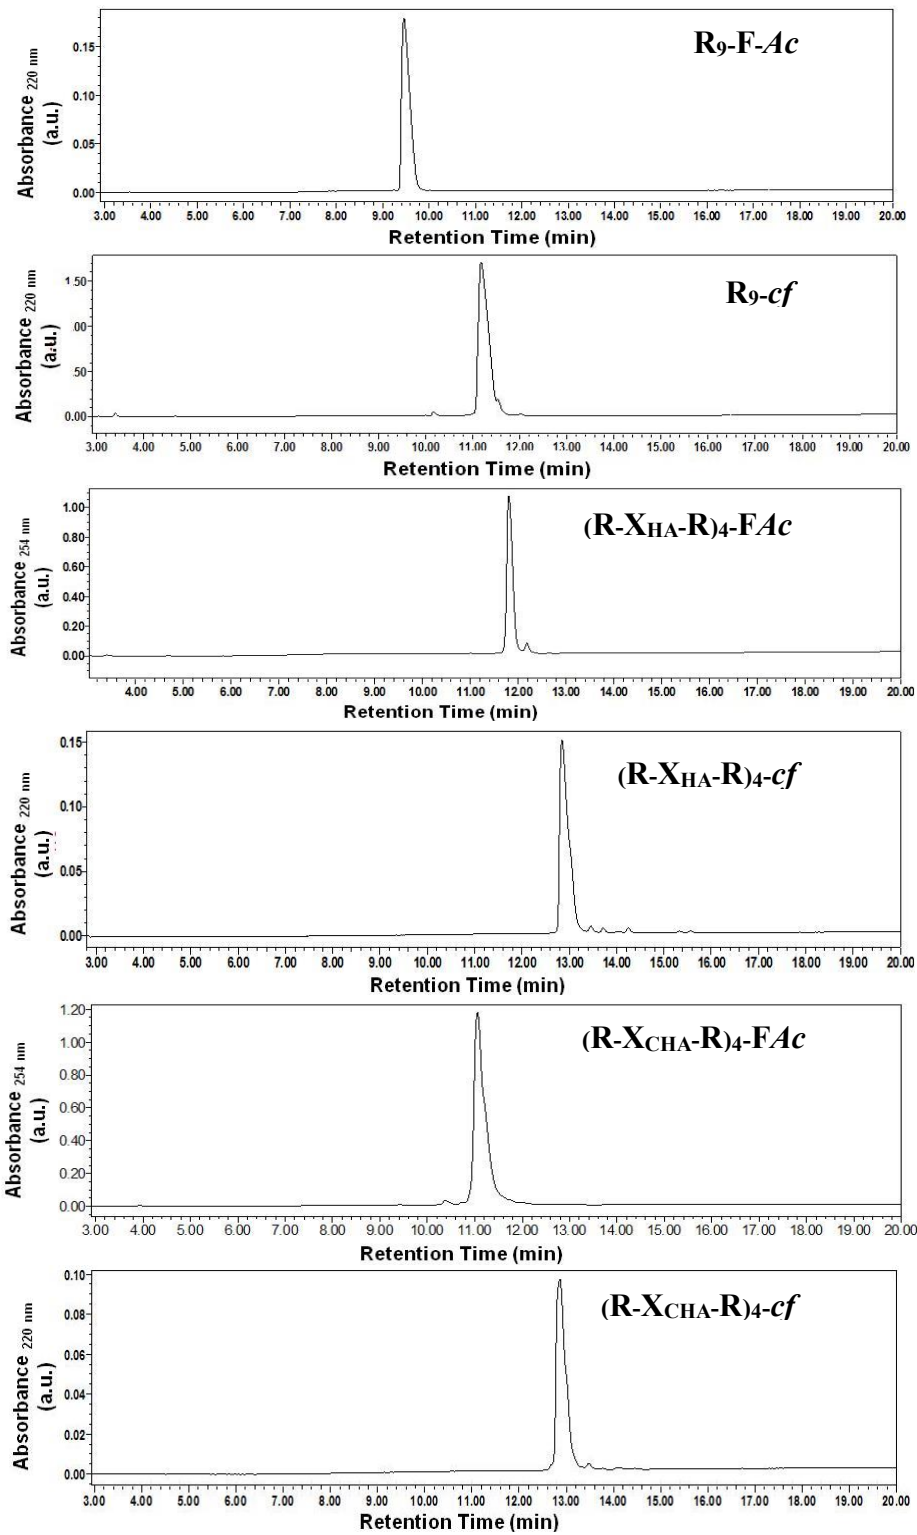 R9-F-Ac
Absorbance 220 nm
(a.u.)
0.15
0.10
0.05
0.00
3.00 4.00 5.00 6.00 7.00 8.00 9.00 10.00 11.00 12.00 13.00 14.00 15.00 16.00 17.00 18.00 19.00 20.00
Retention Time (min)
R9-cf
Absorbance 220 nm
(a.u.)
1.50
.00
.50
0.00
3.00 4.00 5.00 6.00 7.00 8.00 9.00 10.00 11.00 12.00 13.00 14.00 15.00 16.00 17.00 18.00 19.00 20.00
Retention Time (min)
(R-XHA-R)4-FAc
Absorbance 254 nm
(a.u.)
1.00
0.80
0.60
0.40
0.20
0.00
4.00 5.00 6.00 7.00 8.00 9.00 10.00 11.00 12.00 13.00 14.00 15.00 16.00 17.00 18.00 19.00 20.00
Retention Time (min)
(R-XHA-R)4-cf
Absorbance 220 nm
(a.u.)
0.15
0.10
0.05
0.00
3.00 4.00 5.00 6.00 7.00 8.00 9.00 10.00 11.00 12.00 13.00 14.00 15.00 16.00 17.00 18.00 19.00 20.00
Retention Time (min)
(R-XCHA-R)4-FAc
Absorbance 254 nm
(a.u.)
1.20
1.00
0.80
0.60
0.40
0.20
0.00
3.00 4.00 5.00 6.00 7.00 8.00 9.00 10.00 11.00 12.00 13.00 14.00 15.00 16.00 17.00 18.00 19.00 20.00
Retention Time (min)
(R-XCHA-R)4-cf
Absorbance 220 nm
(a.u.)
0.10
0.08
0.06
0.04
0.02
0.00
3.00 4.00 5.00 6.00 7.00 8.00 9.00 10.00 11.00 12.00 13.00 14.00 15.00 16.00 17.00 18.00 19.00 20.00
Retention Time (min)